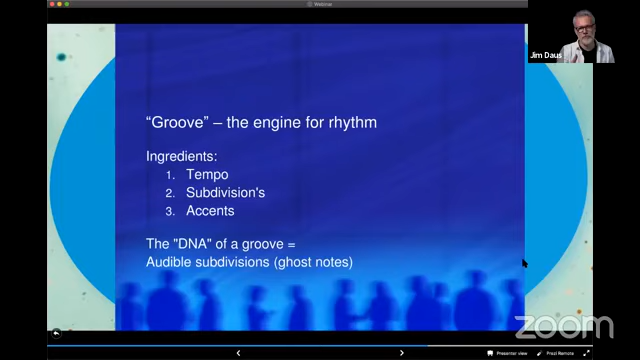 Webinar
Jim Daus
“Groove” – the engine for rhythm
Ingredients:
1. Tempo
2. Subdivision's
3. Accents
The "DNA" of a groove =
Audible subdivisions (ghost notes)
zoom
Presenter view
Prezi Remote